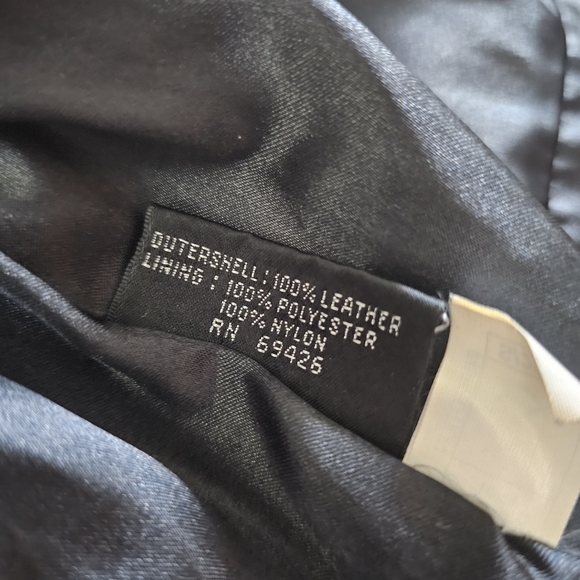 OUTERSHELL:100% LEATHER
LINING : 100% POLYESTER
100% NYLON
RN 69426